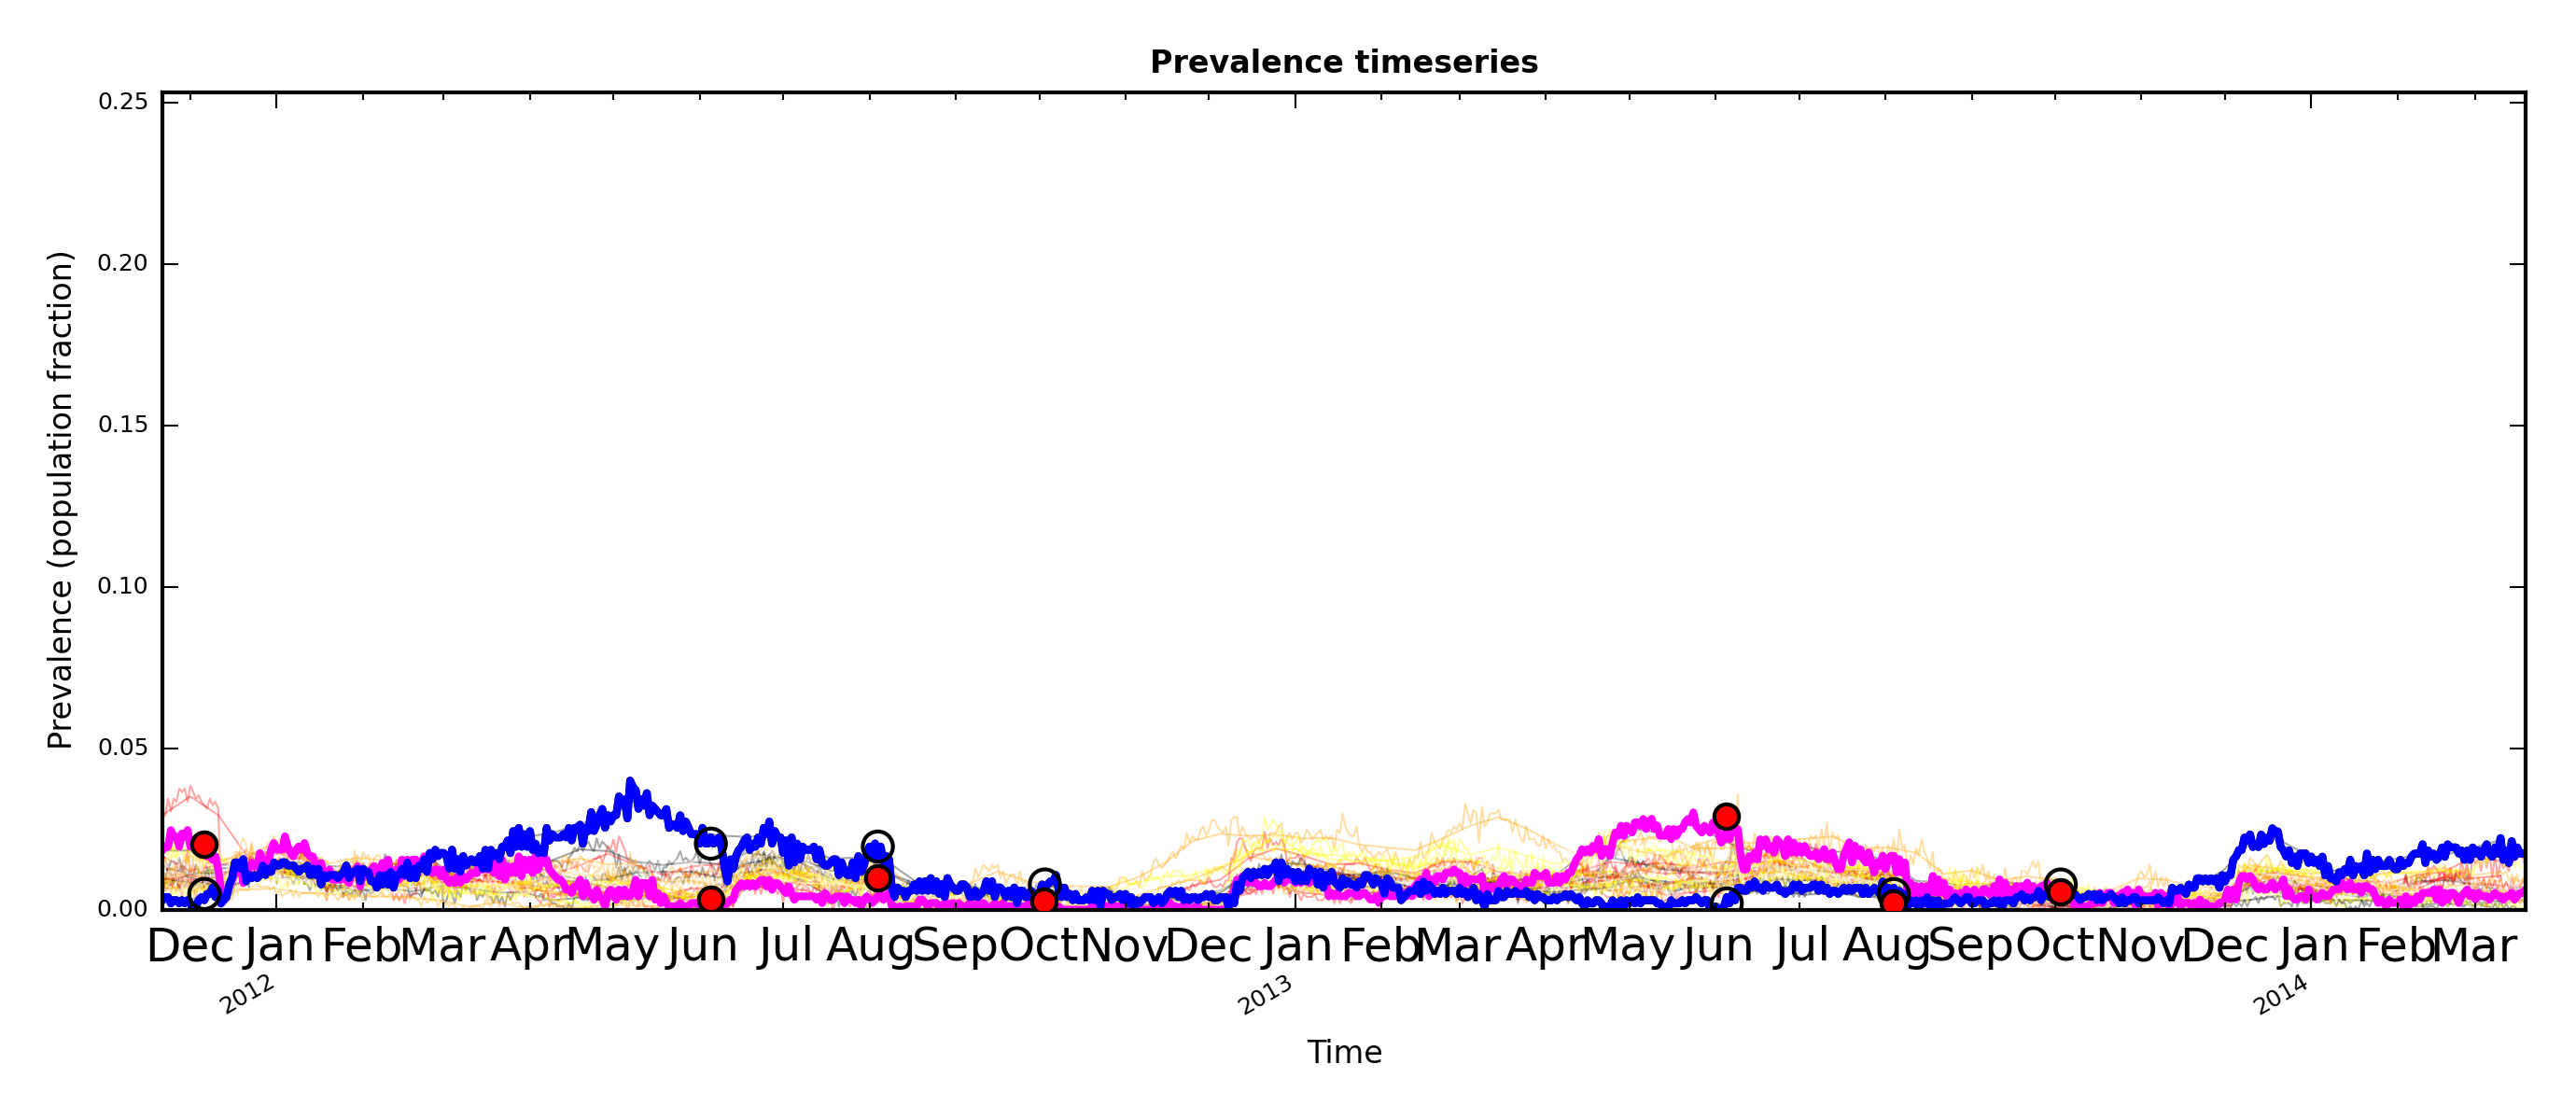 Prevalence timeseries
0.25
0.20
0.15
0.10
0.05
0.00
Prevalence (population fraction)
Dec Jan Feb Mar Apr May Jun Jul Aug Sep Oct Nov Dec Jan Feb Mar Apr May Jun Jul Aug Sep Oct Nov Dec Jan Feb Mar
2012 2013 2014
Time